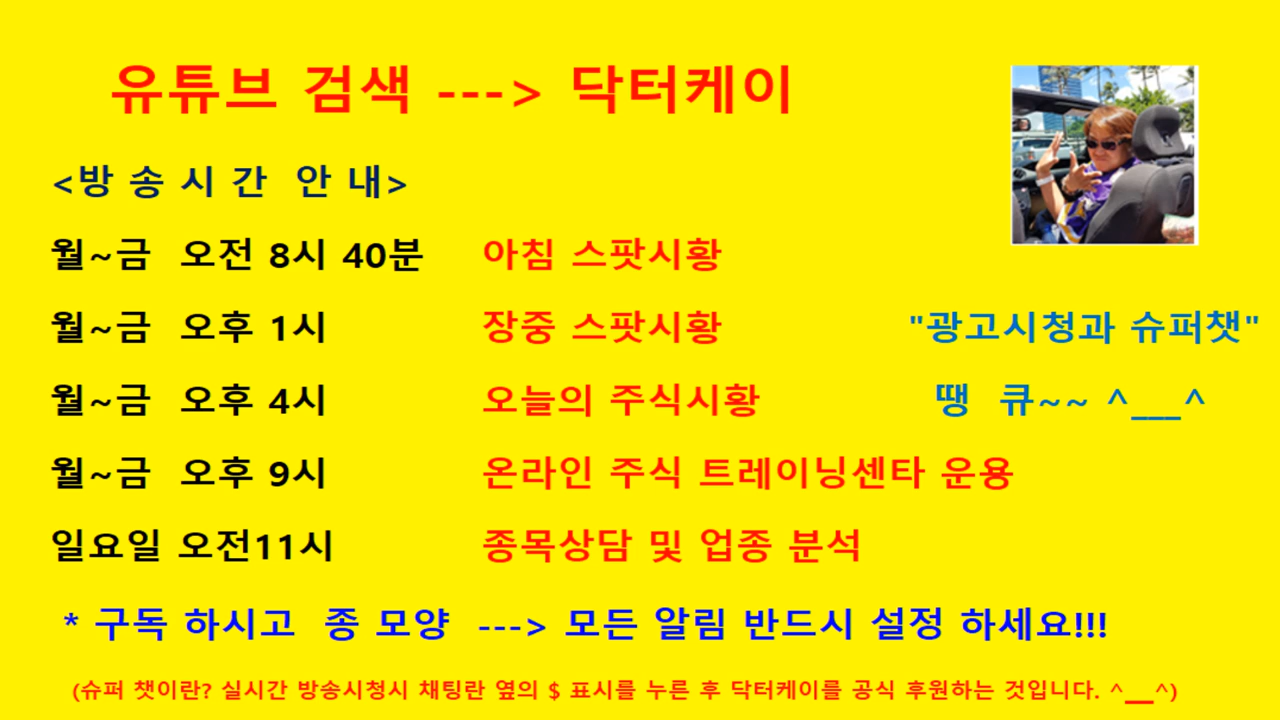 유튜브 검색 ---> 닥터케이
<방 송 시 간 안 내>
월~금 오전 8시 40분 아침 스팟시황
월~금 오후 1시 장중 스팟시황 "광고시청과 슈퍼챗"
월~금 오후 4시 오늘의 주식시황 땡 큐~~ ^___^
월~금 오후 9시 온라인 주식 트레이닝센타 운용
일요일 오전11시 종목상담 및 업종 분석
* 구독 하시고 종 모양 ---> 모든 알림 반드시 설정 하세요!!!
(슈퍼 챗이란? 실시간 방송시청시 채팅란 옆의 $ 표시를 누른 후 닥터케이를 공식 후원하는 것입니다. ^__^)